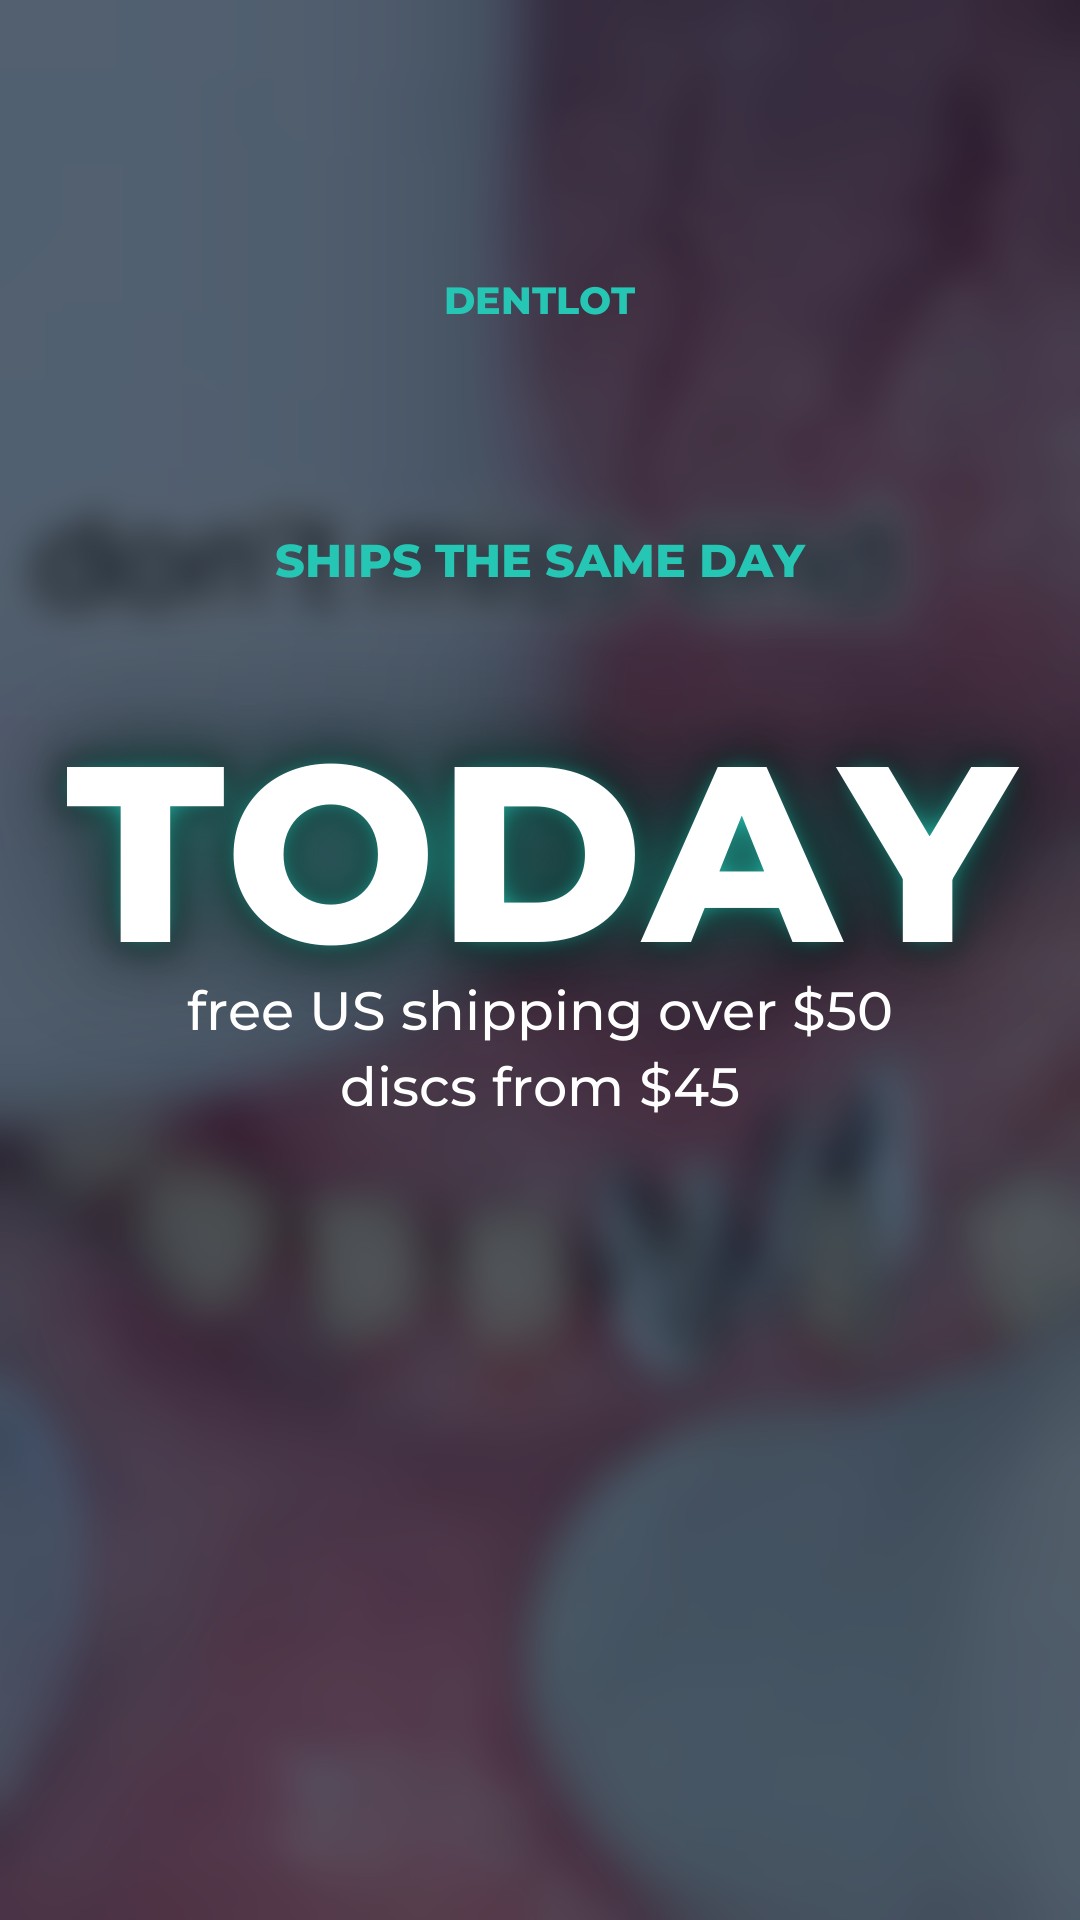 DENTLOT
SHIPS THE SAME DAY
TODAY
free US shipping over $50
discs from $45